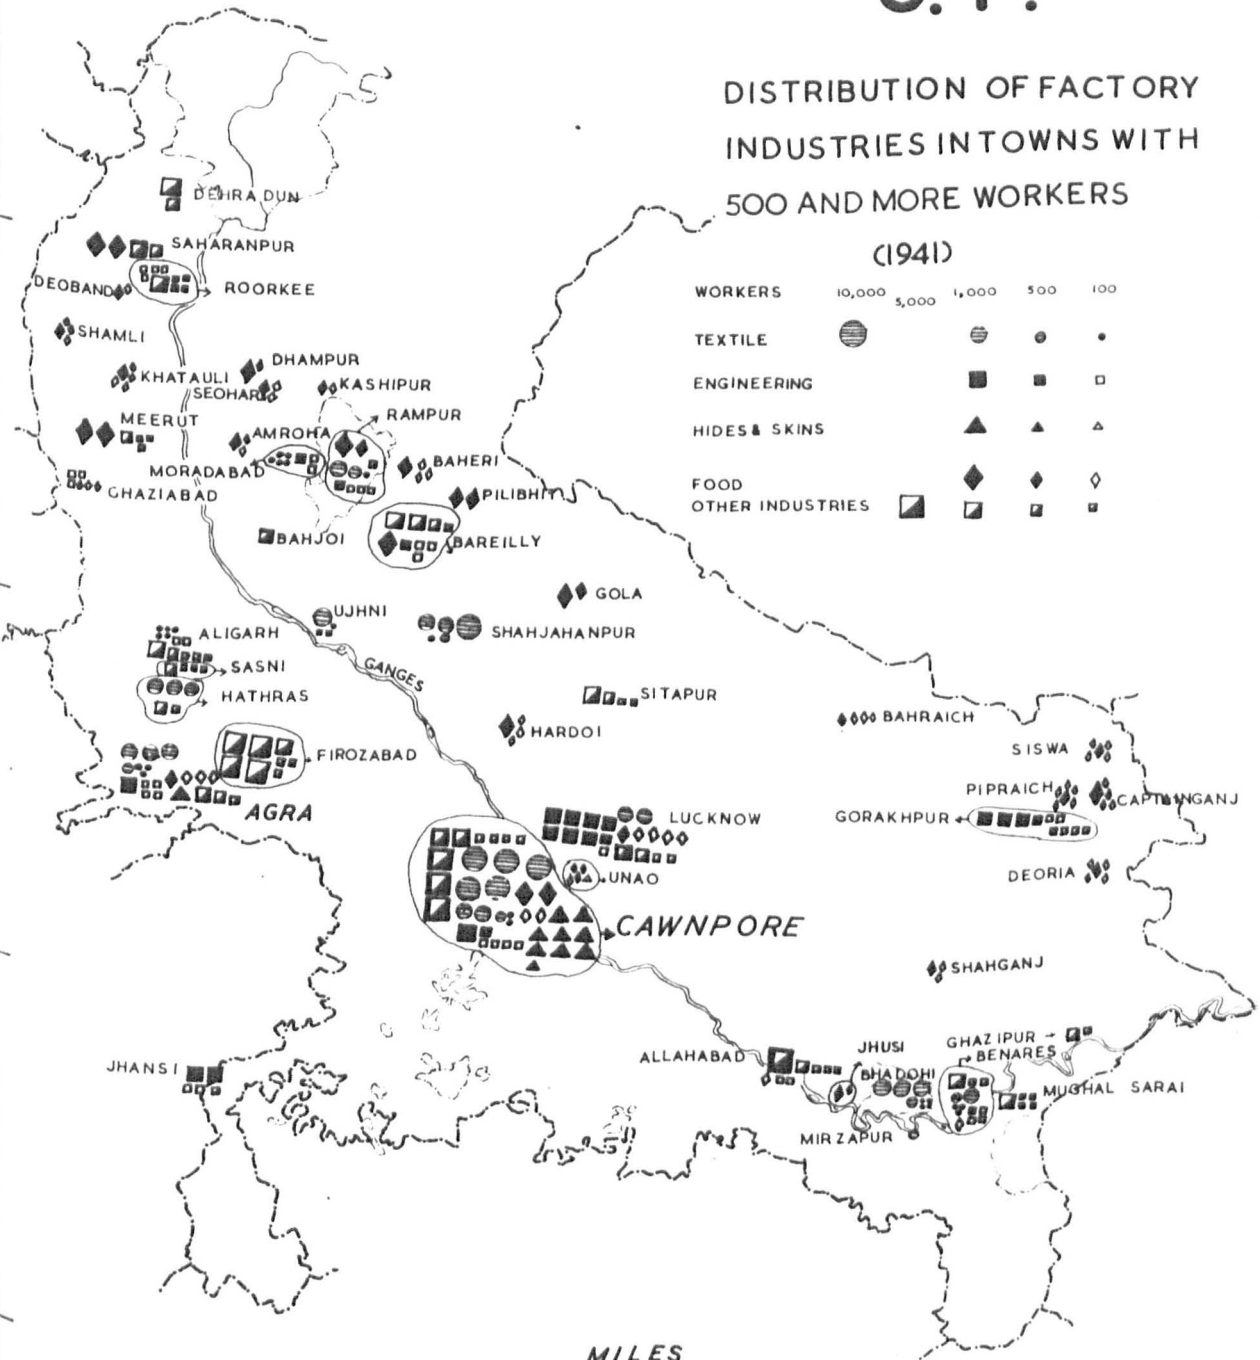 U. P.
DISTRIBUTION OF FACTORY
INDUSTRIES IN TOWNS WITH
500 AND MORE WORKERS
(1941)
WORKERS 10,000 5,000 1,000 500 100
TEXTILE
ENGINEERING
HIDES & SKINS
FOOD
OTHER INDUSTRIES
DEHRA DUN
SAHARANPUR
DEOBAND
ROORKEE
SHAMLI
DHAMPUR
KHATAULI
SEOHARA
KASHIPUR
MEERUT
RAMPUR
AMROHA
MORADABAD
BAHERI
GHAZIABAD
PILIBHIT
BAHJOI
BAREILLY
GOLA
UJHNI
ALIGARH
SHAHJAHANPUR
SASNI
GANGES
HATHRAS
SITAPUR
HARDOI
BAHRAICH
FIROZABAD
SISWA
PIPRAICH
CAPTAINGANJ
AGRA
LUCKNOW
GORAKHPUR
UNAO
DEORIA
CAWNPORE
SHAHGANJ
JHANSI
ALLAHABAD
JHUSI
GHAZIPUR
BENARES
BHADOHI
MUGHAL SARAI
MIRZAPUR
MILES